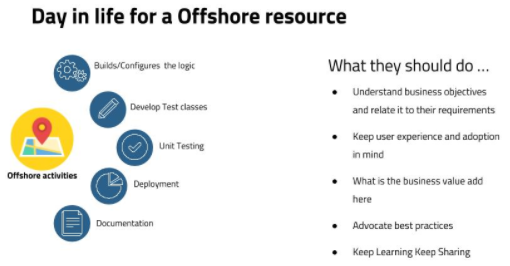 Day in life for a Offshore resource
Builds/Configures the logic
Develop Test classes
Unit Testing
Offshore activities
Deployment
Documentation
What they should do ...
● Understand business objectives
and relate it to their requirements
● Keep user experience and adoption
in mind
● What is the business value add
here
● Advocate best practices
● Keep Learning Keep Sharing